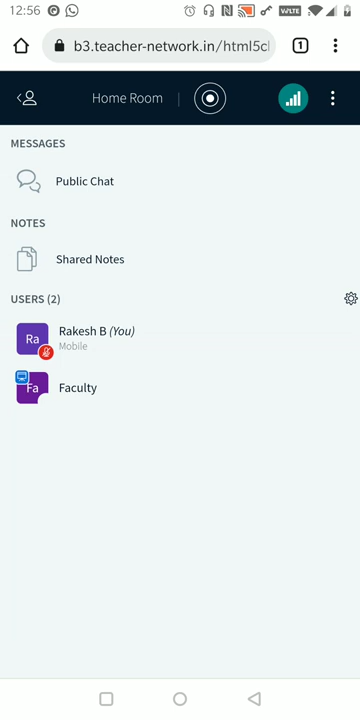 12:56
VoLTE
b3.teacher-network.in/html5cl
1
Home Room
MESSAGES
Public Chat
NOTES
Shared Notes
USERS (2)
Ra
Rakesh B (You)
Mobile
Fa
Faculty